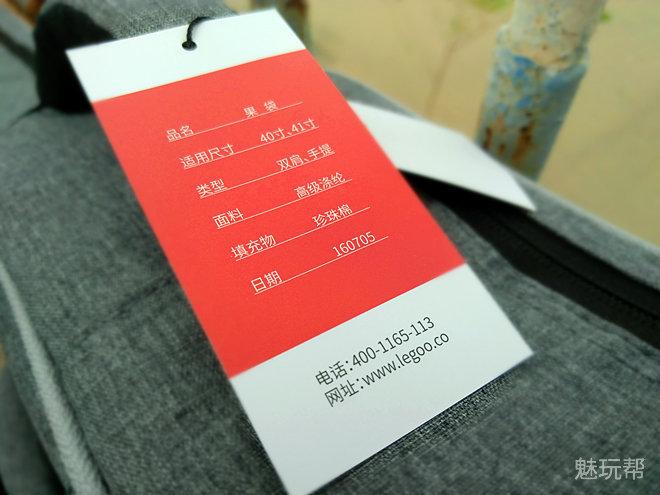 品名 果 袋
适用尺寸 40寸、41寸
类型 双肩、手提
面料 高级涤纶
填充物 珍珠棉
日期 160705
电话：400-1165-113
网址：www.legoo.co
魅玩帮